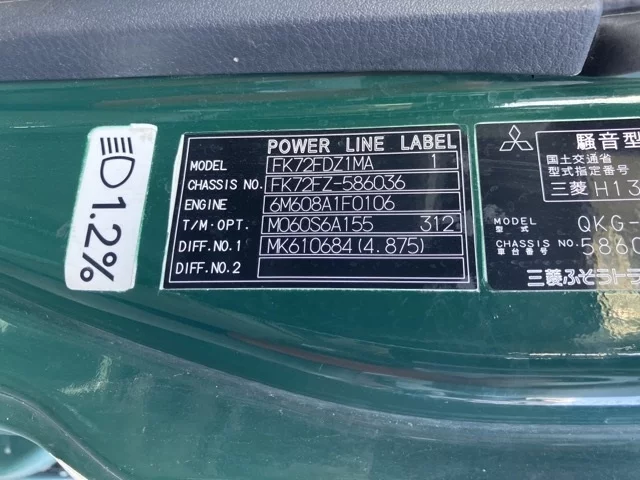 1.2%
POWER LINE LABEL
MODEL FK72FDZ1MA 1
CHASSIS NO. FK72FZ-586036
ENGINE 6M608A1F0106
T/M·OPT. M060S6A155 312
DIFF.NO.1 MK610684(4.875)
DIFF.NO.2
騒音型
国土交通省
型式指定番号
三菱 H13
MODEL QKG-
型式
CHASSIS NO. 5860
車台番号
三菱ふそうトラ